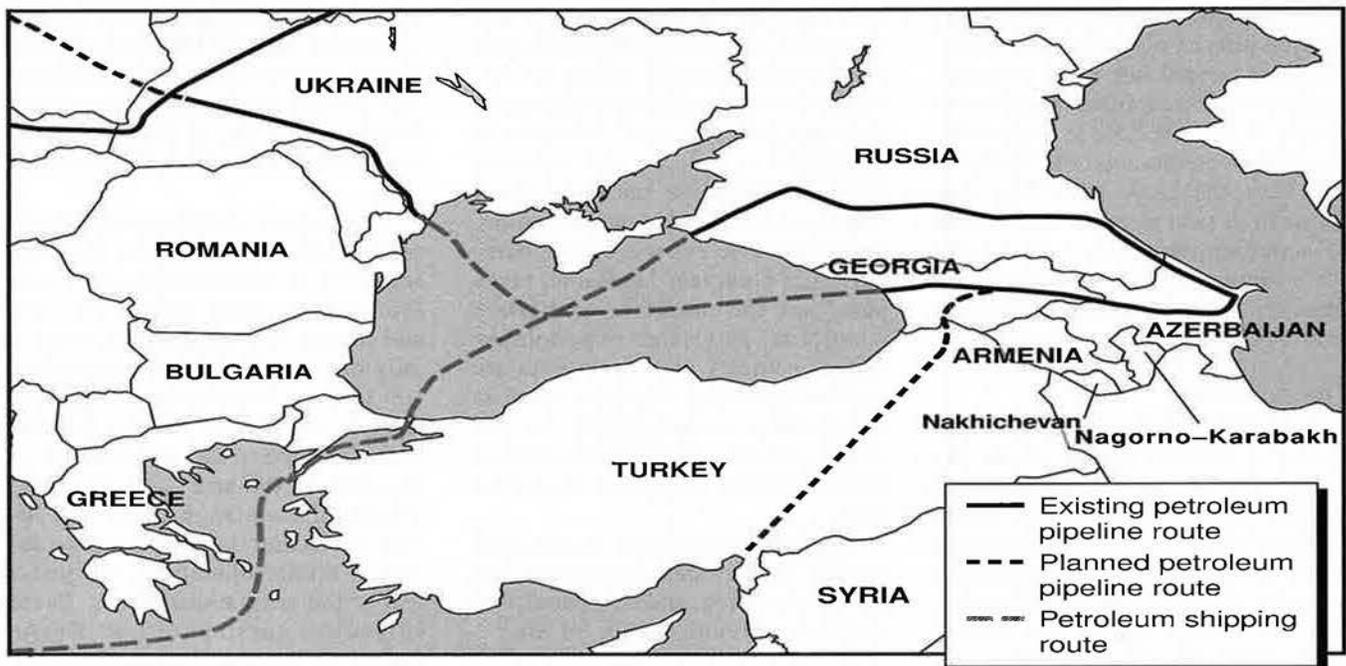 UKRAINE
RUSSIA
ROMANIA
GEORGIA
AZERBAIJAN
ARMENIA
BULGARIA
Nakhichevan
Nagorno–Karabakh
TURKEY
GREECE
SYRIA
Existing petroleum
pipeline route
Planned petroleum
pipeline route
Petroleum shipping
route